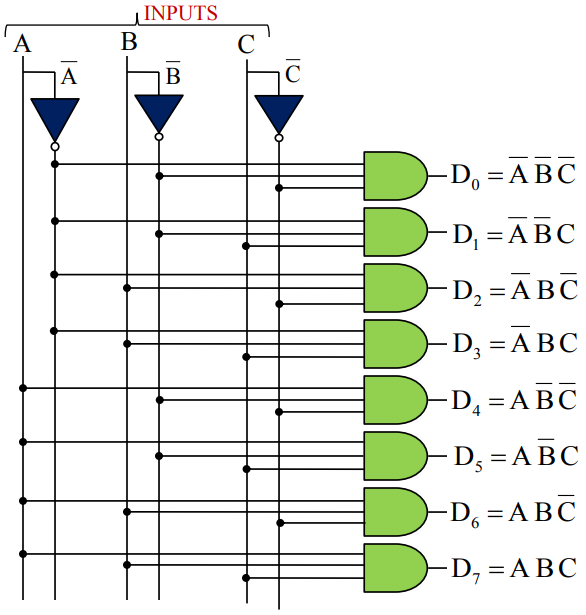 INPUTS
A B C
A̅ B̅ C̅
D₀ = A̅ B̅ C̅
D₁ = A̅ B̅ C
D₂ = A̅ B C̅
D₃ = A̅ B C
D₄ = A B̅ C̅
D₅ = A B̅ C
D₆ = A B C̅
D₇ = A B C